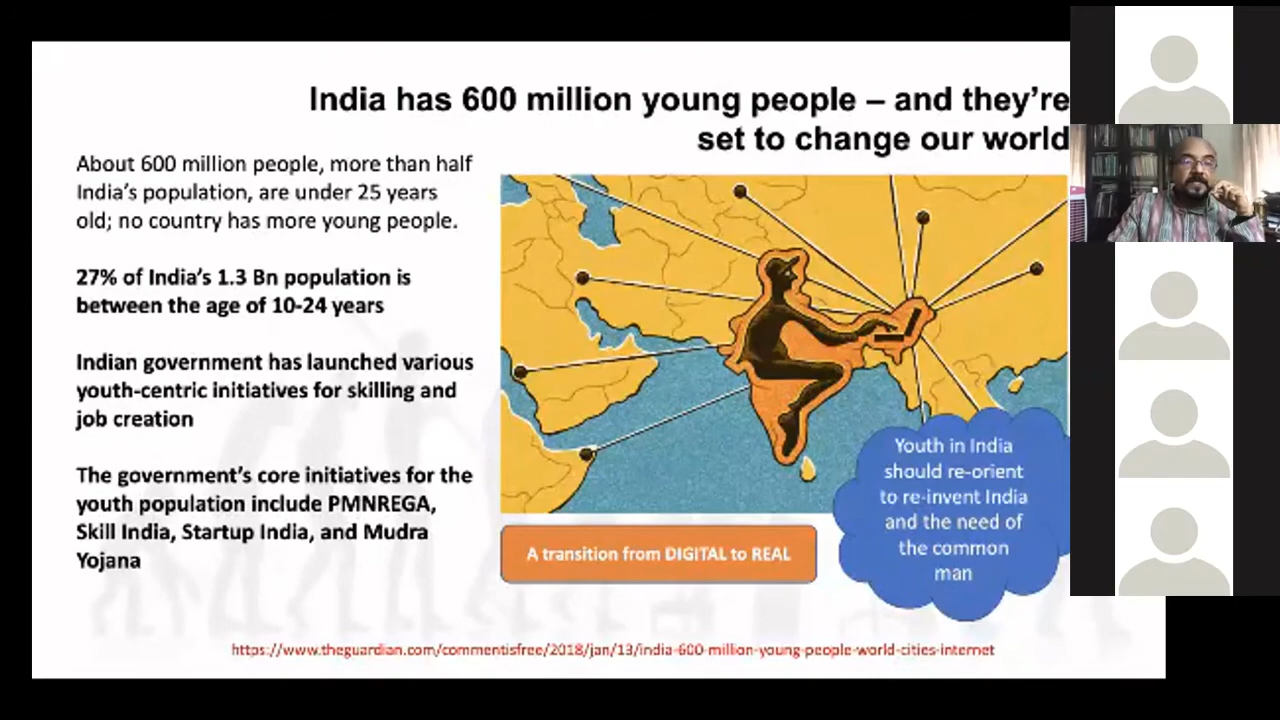 India has 600 million young people – and they're
set to change our world
About 600 million people, more than half
India's population, are under 25 years
old; no country has more young people.
27% of India's 1.3 Bn population is
between the age of 10-24 years
Indian government has launched various
youth-centric initiatives for skilling and
job creation
The government's core initiatives for the
youth population include PMNREGA,
Skill India, Startup India, and Mudra
Yojana
A transition from DIGITAL to REAL
Youth in India
should re-orient
to re-invent India
and the need of
the common
man
https://www.theguardian.com/commentisfree/2018/jan/13/india-600-million-young-people-world-cities-internet